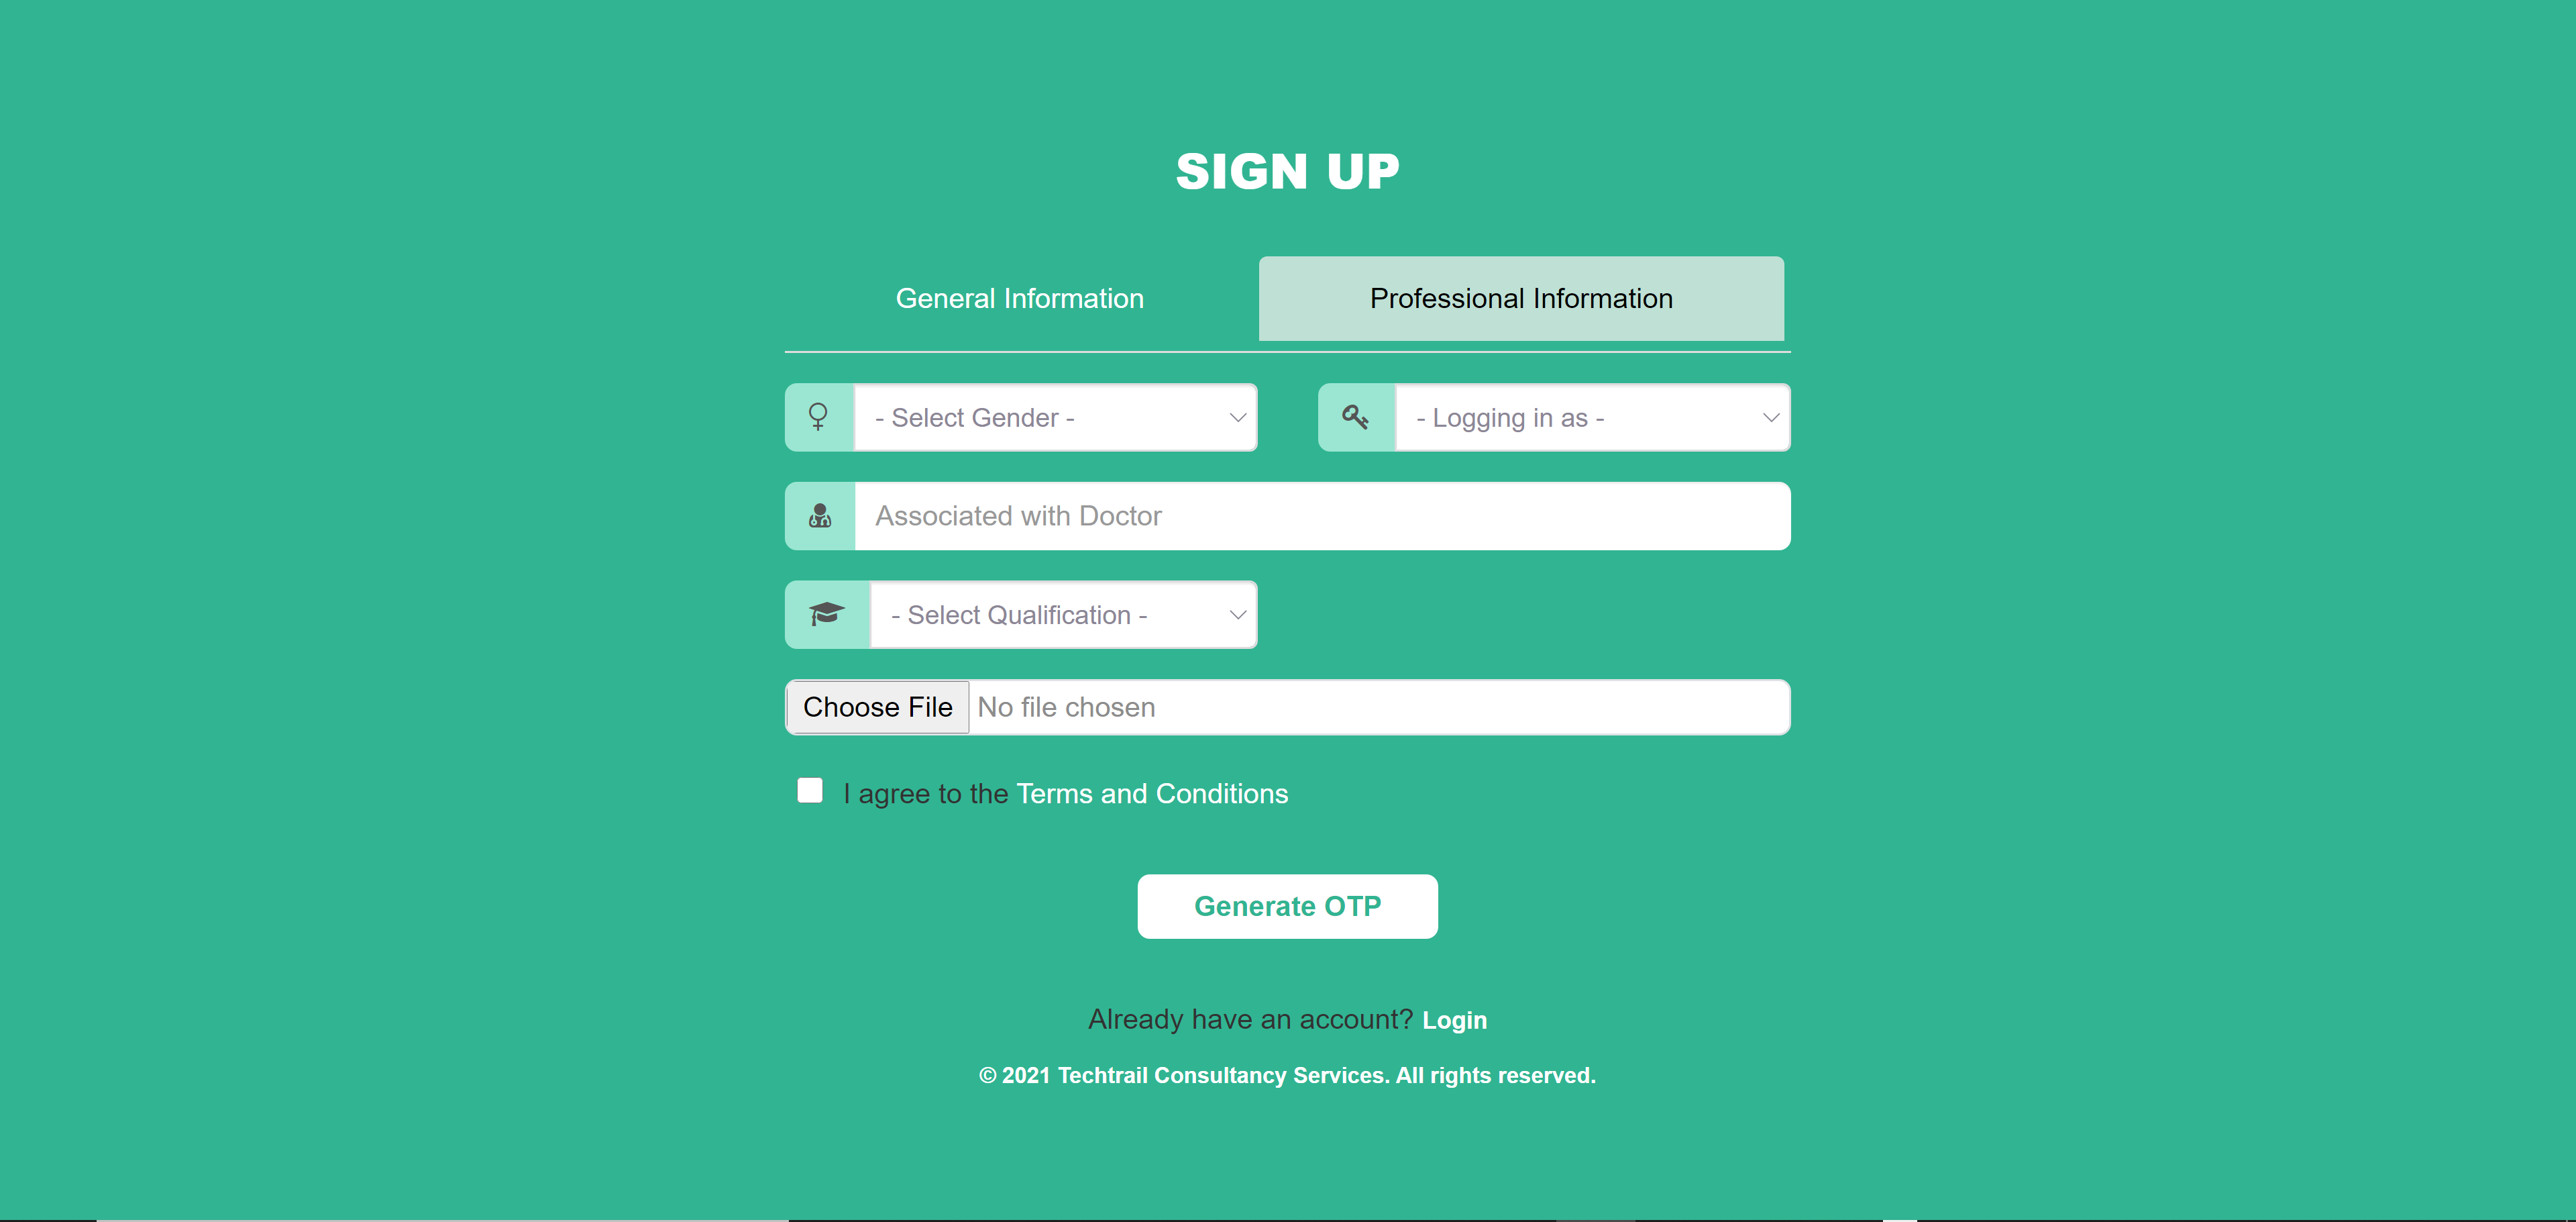 SIGN UP
General Information
Professional Information
- Select Gender -
- Logging in as -
Associated with Doctor
- Select Qualification -
Choose File No file chosen
I agree to the Terms and Conditions
Generate OTP
Already have an account? Login
© 2021 Techtrail Consultancy Services. All rights reserved.